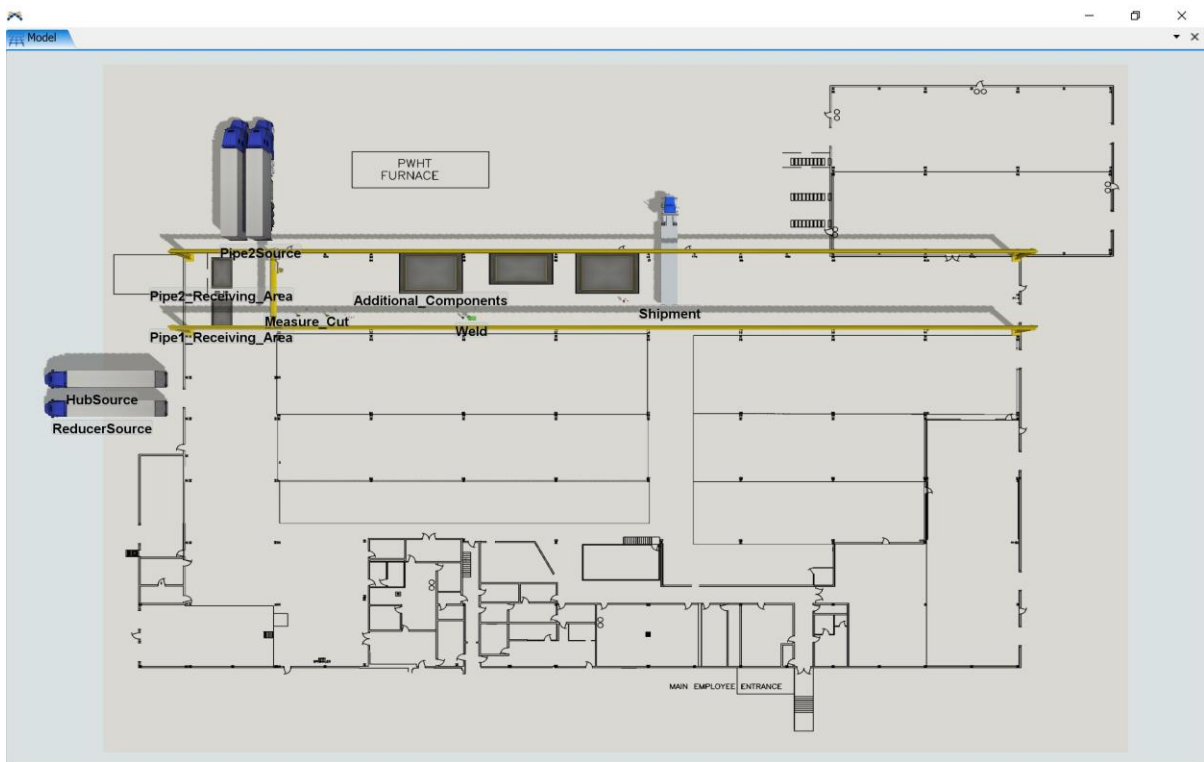 Model
PWHT
FURNACE
Pipe2Source
Pipe2_Receiving_Area
Additional_Components
Measure_Cut
Shipment
Weld
Pipe1_Receiving_Area
HubSource
ReducerSource
MAIN EMPLOYEE ENTRANCE